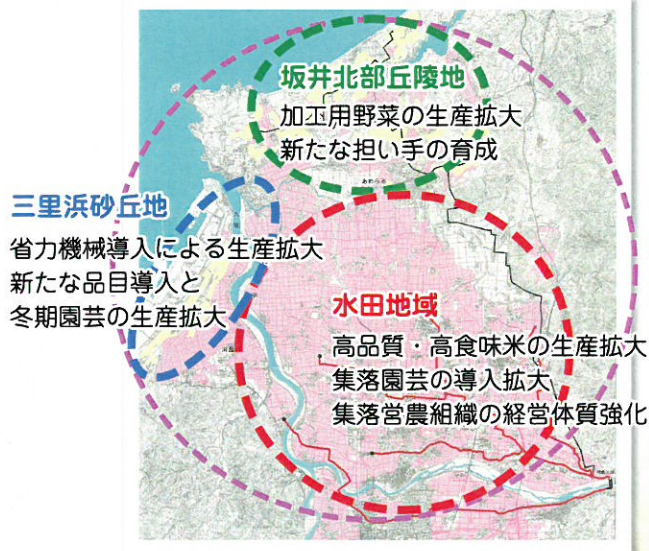 坂井北部丘陵地
加工用野菜の生産拡大
新たな担い手の育成
三里浜砂丘地
省力機械導入による生産拡大
新たな品目導入と
冬期園芸の生産拡大
水田地域
高品質・高食味米の生産拡大
集落園芸の導入拡大
集落営農組織の経営体質強化